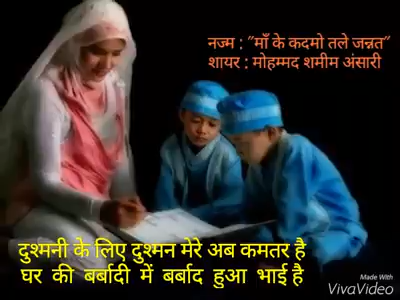 नज्म : "माँ के कदमो तले जन्नत"
शायर : मोहम्मद शमीम अंसारी
दुश्मनी के लिए दुश्मन मेरे अब कमतर है
घर की बर्बादी में बर्बाद हुआ भाई है
Made With
VivaVideo